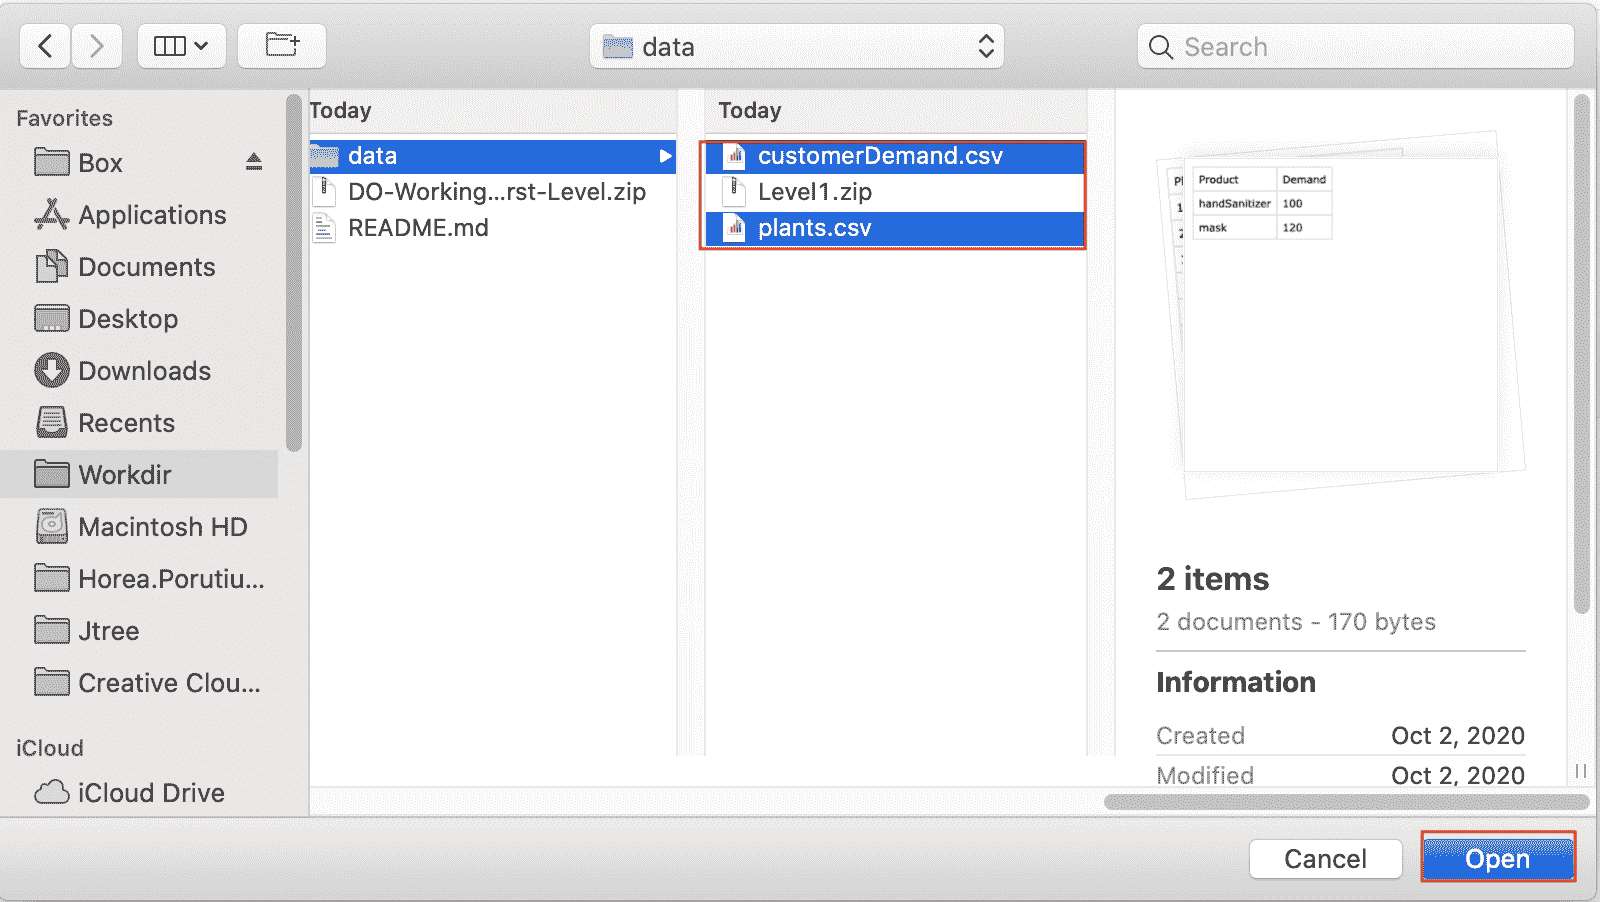 data
Search
Favorites
Box
Applications
Documents
Desktop
Downloads
Recents
Workdir
Macintosh HD
Horea.Porutiu...
Jtree
Creative Clou...
iCloud
iCloud Drive
Today
data
DO-Working...rst-Level.zip
README.md
Today
customerDemand.csv
Level1.zip
plants.csv
Product Demand
handSanitizer 100
mask 120
2 items
2 documents - 170 bytes
Information
Created Oct 2, 2020
Modified Oct 2, 2020
Cancel
Open